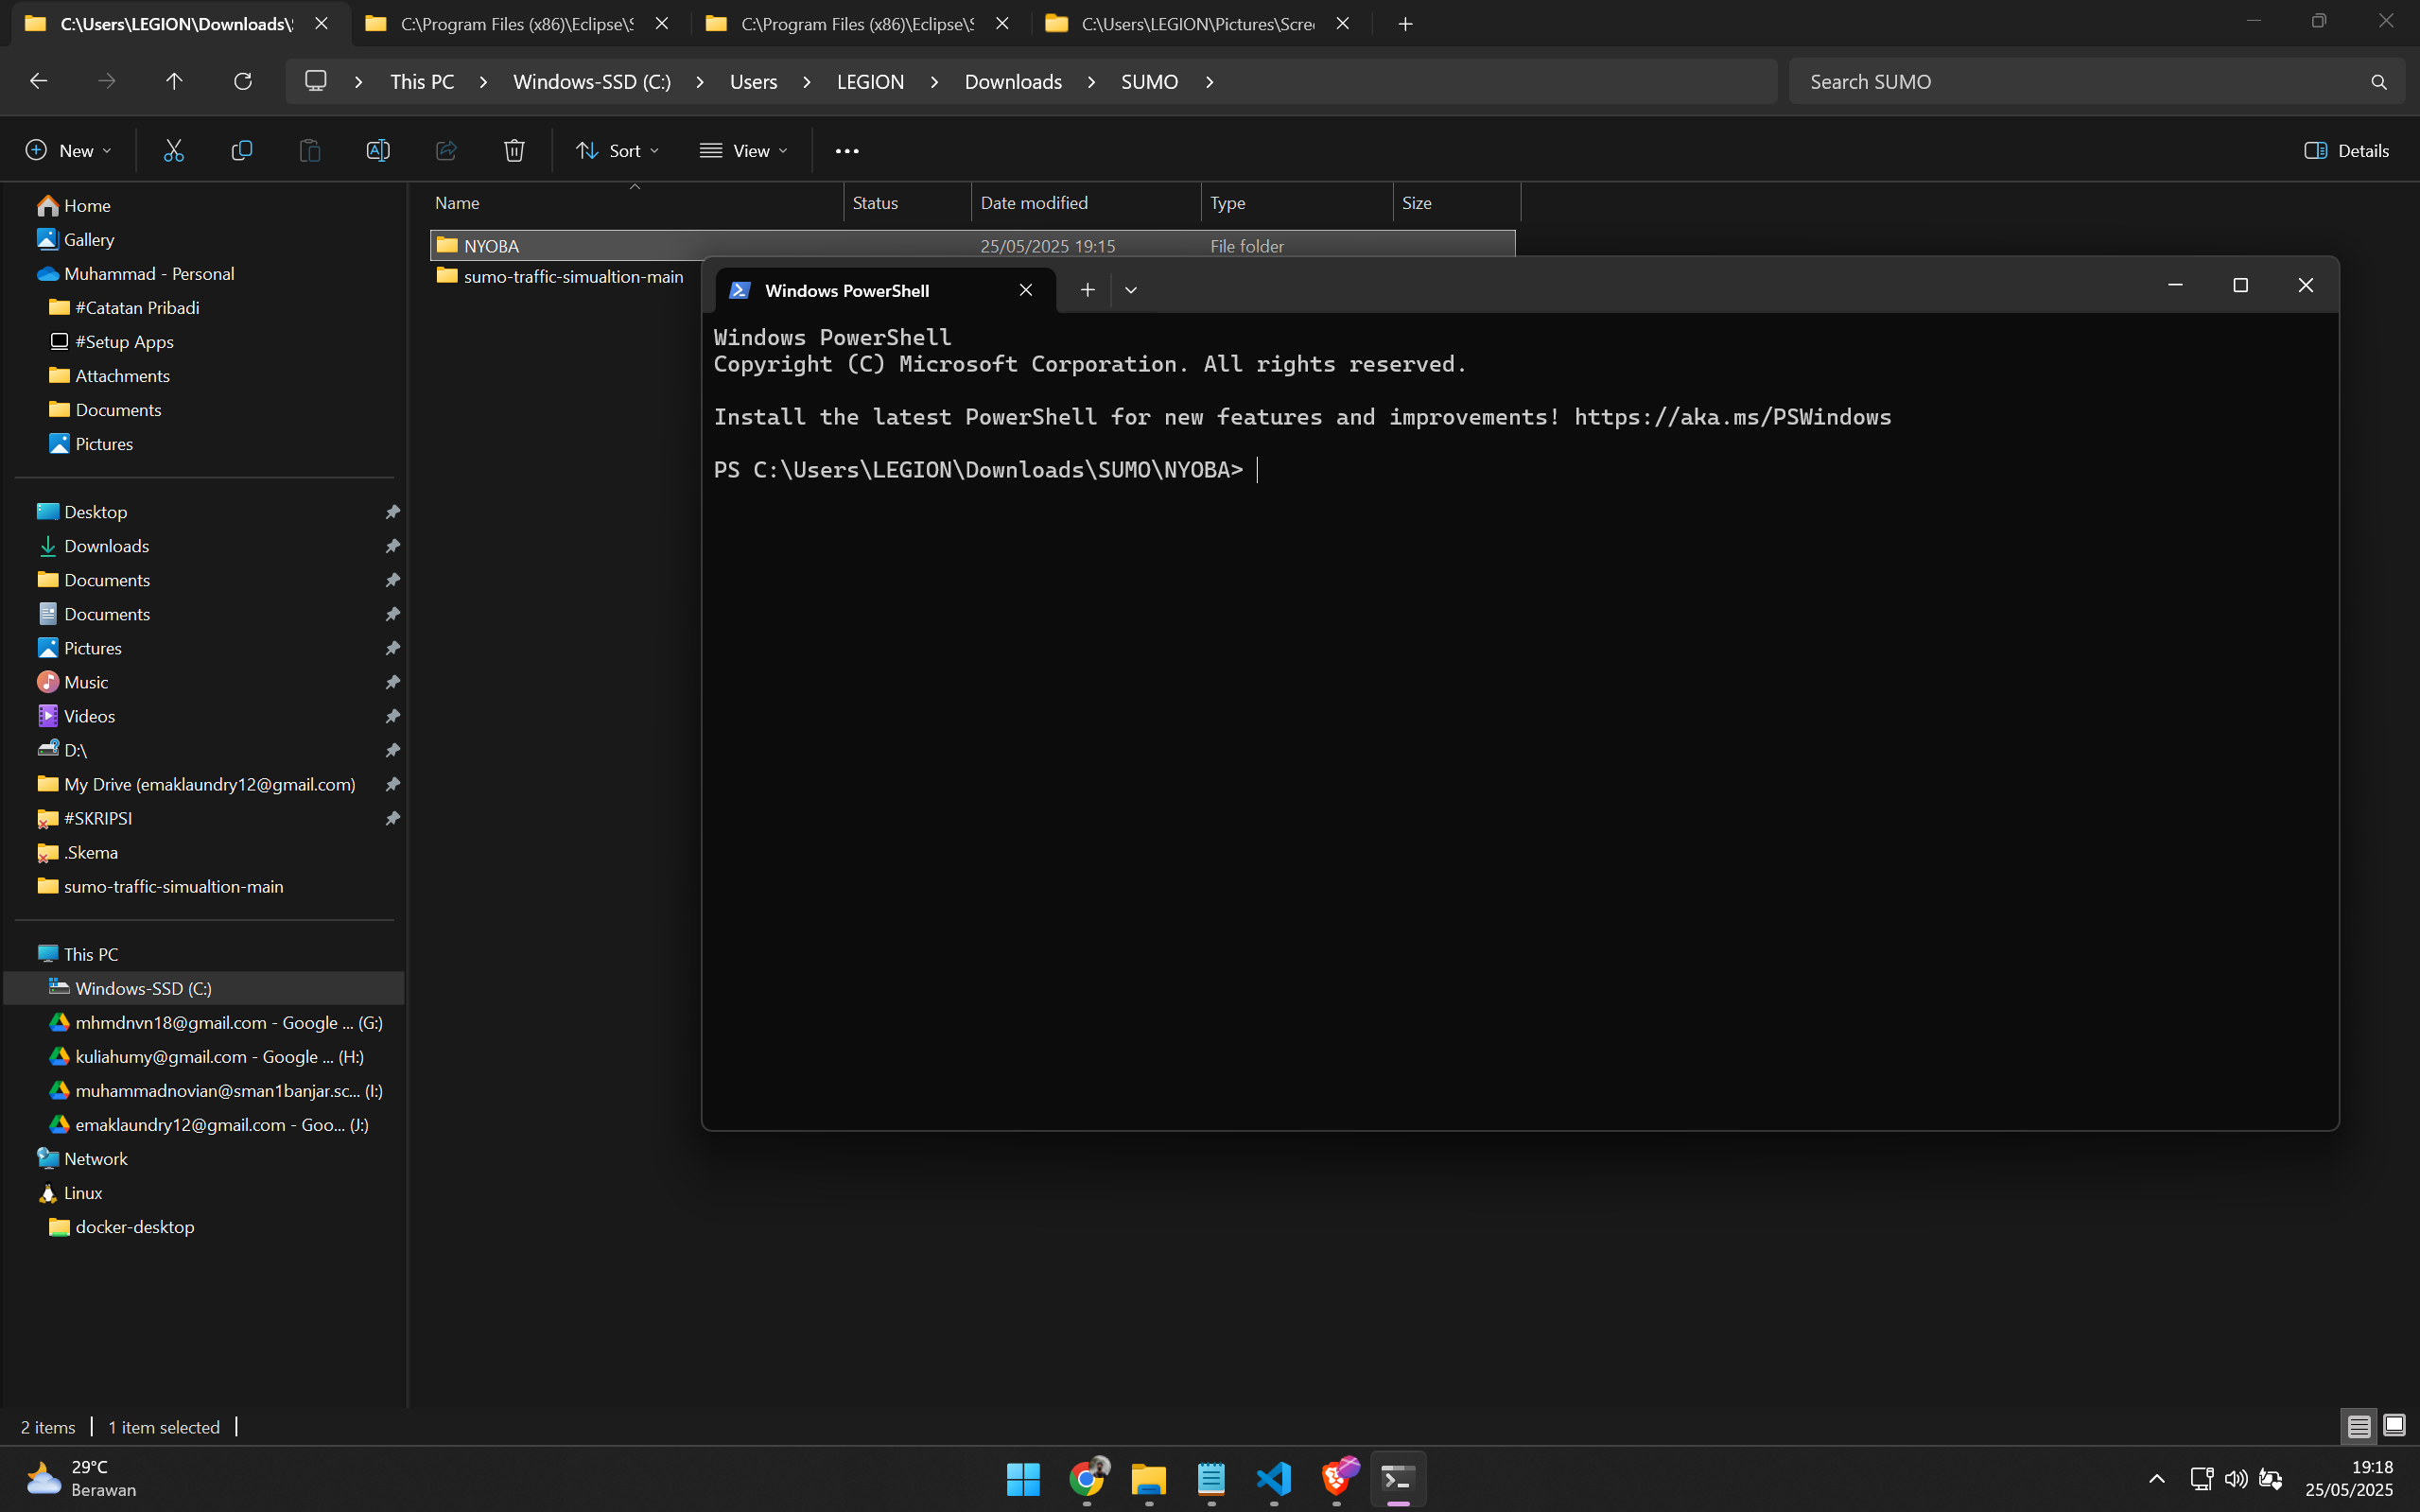 C:\Users\LEGION\Downloads\S
C:\Program Files (x86)\Eclipse\S
C:\Program Files (x86)\Eclipse\S
C:\Users\LEGION\Pictures\Scre
This PC
Windows-SSD (C:)
Users
LEGION
Downloads
SUMO
Search SUMO
New
Sort
View
Details
Home
Gallery
Muhammad - Personal
#Catatan Pribadi
#Setup Apps
Attachments
Documents
Pictures
Desktop
Downloads
Documents
Documents
Pictures
Music
Videos
D:\
My Drive (emaklaundry12@gmail.com)
#SKRIPSI
.Skema
sumo-traffic-simualtion-main
This PC
Windows-SSD (C:)
mhmdnvn18@gmail.com - Google ... (G:)
kuliahumy@gmail.com - Google ... (H:)
muhammadnovian@sman1banjar.sc... (I:)
emaklaundry12@gmail.com - Goo... (J:)
Network
Linux
docker-desktop
Name Status Date modified Type Size
NYOBA 25/05/2025 19:15 File folder
sumo-traffic-simualtion-main
Windows PowerShell
Windows PowerShell
Copyright (C) Microsoft Corporation. All rights reserved.
Install the latest PowerShell for new features and improvements! https://aka.ms/PSWindows
PS C:\Users\LEGION\Downloads\SUMO\NYOBA>
2 items
1 item selected
29°C
Berawan
19:18
25/05/2025